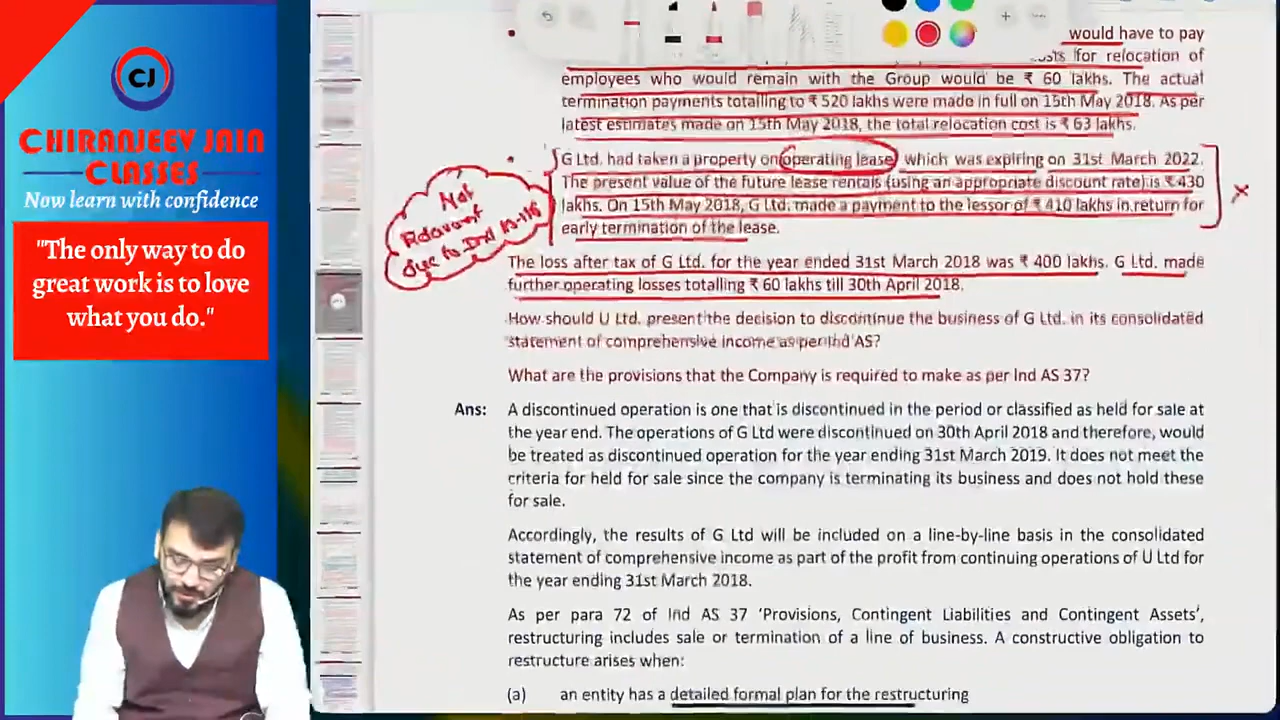 CJ
CHIRANJEEV JAIN
CLASSES
Now learn with confidence
"The only way to do
great work is to love
what you do."
would have to pay
for relocation of
employees who would remain with the Group would be ₹ 60 lakhs. The actual
termination payments totalling to ₹ 520 lakhs were made in full on 15th May 2018. As per
latest estimates made on 15th May 2018, the total relocation cost is ₹ 63 lakhs.
G Ltd. had taken a property on operating lease, which was expiring on 31st March 2022.
The present value of the future lease rentals (using an appropriate discount rate) is ₹ 430
lakhs. On 15th May 2018, G Ltd. made a payment to the lessor of ₹ 410 lakhs in return for
early termination of the lease.
Not
Relevant
due to Ind AS-116
The loss after tax of G Ltd. for the year ended 31st March 2018 was ₹ 400 lakhs. G Ltd. made
further operating losses totalling ₹ 60 lakhs till 30th April 2018.
How should U Ltd. present the decision to discontinue the business of G Ltd. in its consolidated
statement of comprehensive income as per Ind AS?
What are the provisions that the Company is required to make as per Ind AS 37?
Ans: A discontinued operation is one that is discontinued in the period or classified as held for sale at
the year end. The operations of G Ltd were discontinued on 30th April 2018 and therefore, would
be treated as discontinued operation for the year ending 31st March 2019. It does not meet the
criteria for held for sale since the company is terminating its business and does not hold these
for sale.
Accordingly, the results of G Ltd will be included on a line-by-line basis in the consolidated
statement of comprehensive income as part of the profit from continuing operations of U Ltd for
the year ending 31st March 2018.
As per para 72 of Ind AS 37 Provisions, Contingent Liabilities and Contingent Assets,
restructuring includes sale or termination of a line of business. A constructive obligation to
restructure arises when:
(a) an entity has a detailed formal plan for the restructuring